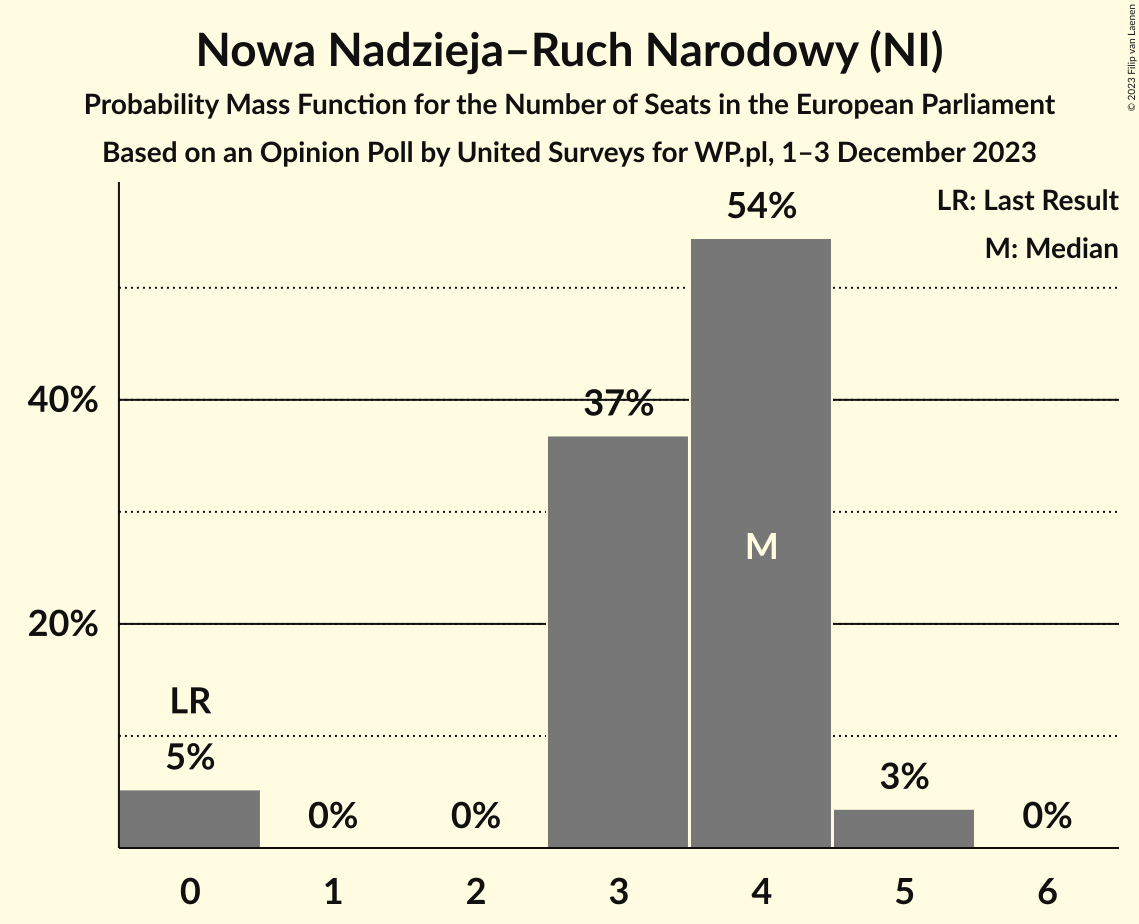 Nowa Nadzieja–Ruch Narodowy (NI)
Probability Mass Function for the Number of Seats in the European Parliament
Based on an Opinion Poll by United Surveys for WP.pl, 1–3 December 2023
© 2023 Filip van Laenen
LR: Last Result
M: Median
54%
40%
37%
M
20%
LR
5%
0%
0%
3%
0%
0
1
2
3
4
5
6